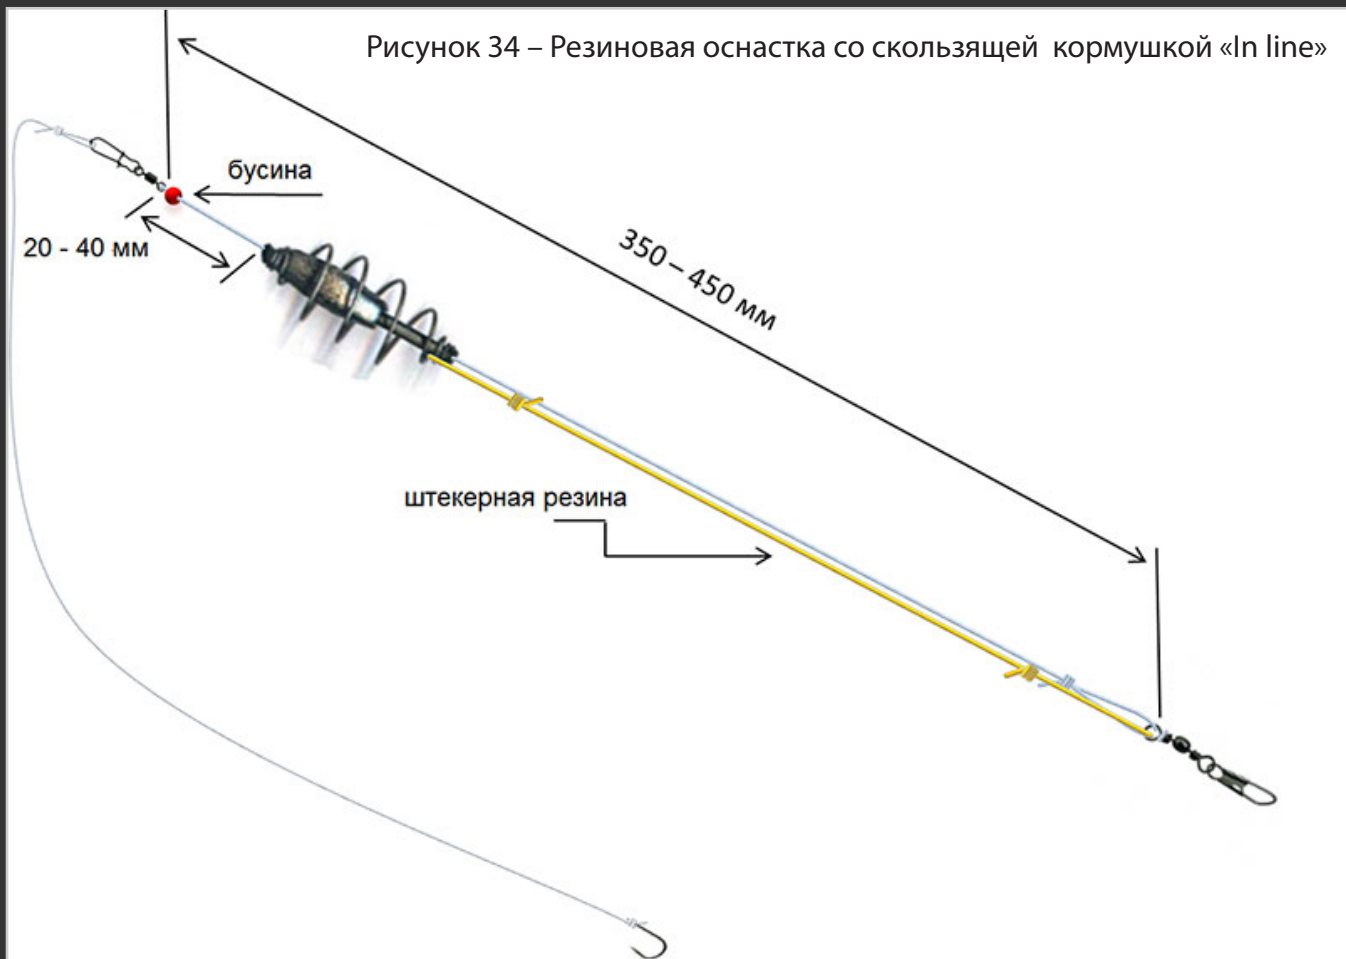 Рисунок 34 – Резиновая оснастка со скользящей кормушкой «In line»
бусина
20 - 40 мм
350 – 450 мм
штекерная резина